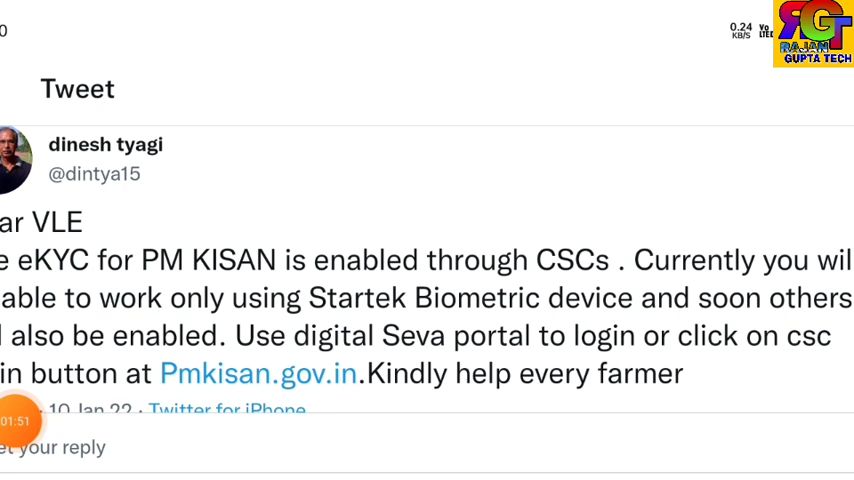 0.24
KB/S
Vo
LTE
RGT
RAJAN
GUPTA TECH
Tweet
dinesh tyagi
@dintya15
ar VLE
e eKYC for PM KISAN is enabled through CSCs . Currently you wil
able to work only using Startek Biometric device and soon others
l also be enabled. Use digital Seva portal to login or click on csc
in button at Pmkisan.gov.in.Kindly help every farmer
10 Jan 22 · Twitter for iPhone
01:51
et your reply